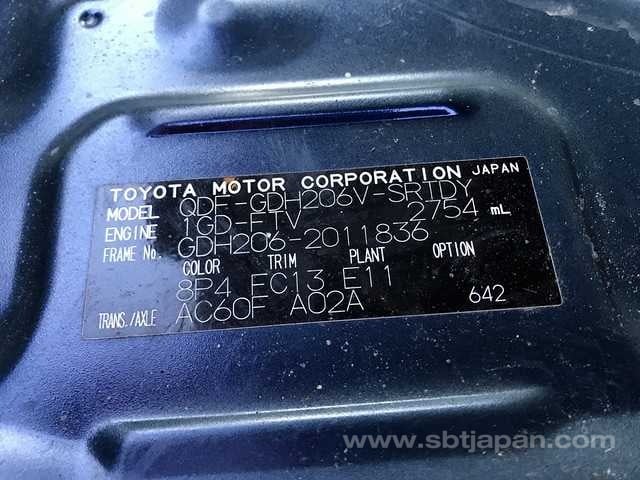 TOYOTA MOTOR CORPORATION JAPAN
MODEL QDF-GDH206V-SRTDY
ENGINE 1GD-FTV 2754 mL
FRAME No. GDH206-2011836
COLOR TRIM PLANT OPTION
8P4 FC13 E11
TRANS./AXLE AC60F A02A 642
www.sbtjapan.com